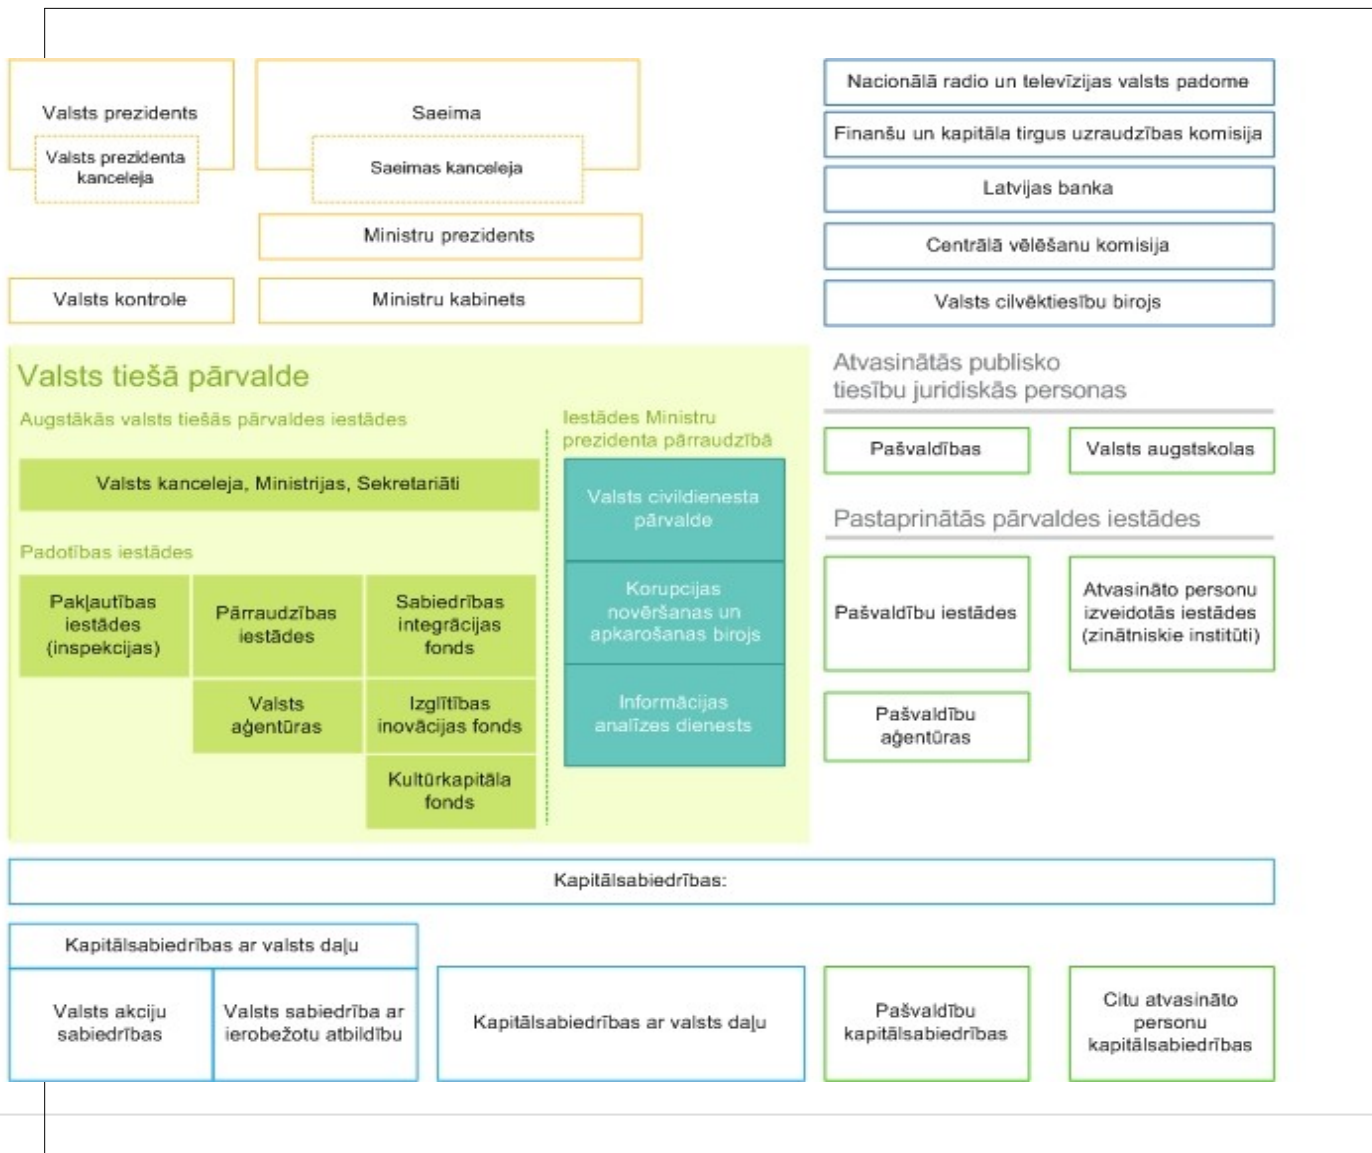 Valsts prezidents
Valsts prezidenta
kanceleja
Saeima
Saeimas kanceleja
Ministru prezidents
Valsts kontrole
Ministru kabinets
Nacionālā radio un televīzijas valsts padome
Finanšu un kapitāla tirgus uzraudzības komisija
Latvijas banka
Centrālā vēlēšanu komisija
Valsts cilvēktiesību birojs
Valsts tiešā pārvalde
Augstākās valsts tiešās pārvaldes iestādes
Valsts kanceleja, Ministrijas, Sekretariāti
Padotības iestādes
Pakļautības
iestādes
(inspekcijas)
Pārraudzības
iestādes
Sabiedrības
integrācijas
fonds
Valsts
aģentūras
Izglītības
inovācijas fonds
Kultūrkapitāla
fonds
Iestādes Ministru
prezidenta pārraudzībā
Valsts civildienesta
pārvalde
Korupcijas
novēršanas un
apkarošanas birojs
Informācijas
analīzes dienests
Atvasinātās publisko
tiesību juridiskās personas
Pašvaldības
Valsts augstskolas
Pastaprinātās pārvaldes iestādes
Pašvaldību iestādes
Atvasināto personu
izveidotās iestādes
(zinātniskie institūti)
Pašvaldību
aģentūras
Kapitālsabiedrības:
Kapitālsabiedrības ar valsts daļu
Valsts akciju
sabiedrības
Valsts sabiedrība ar
ierobežotu atbildību
Kapitālsabiedrības ar valsts daļu
Pašvaldību
kapitālsabiedrības
Citu atvasināto
personu
kapitālsabiedrības